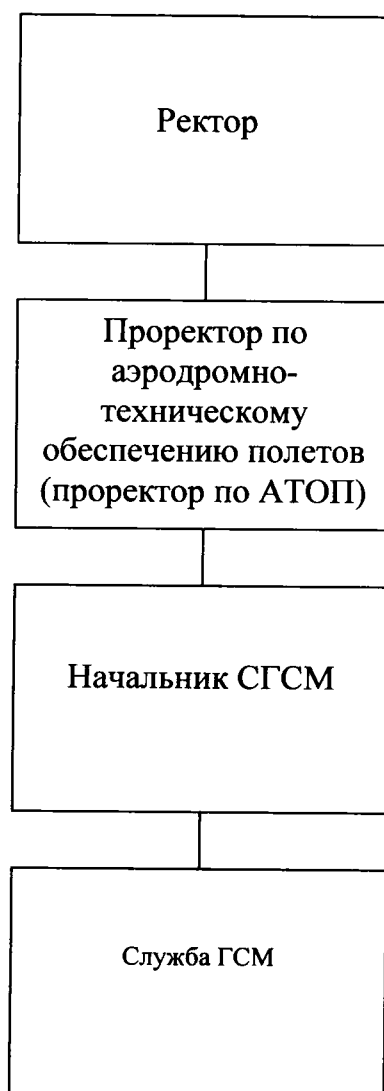 Ректор
Проректор по
аэродромно-
техническому
обеспечению полетов
(проректор по АТОП)
Начальник СГСМ
Служба ГСМ